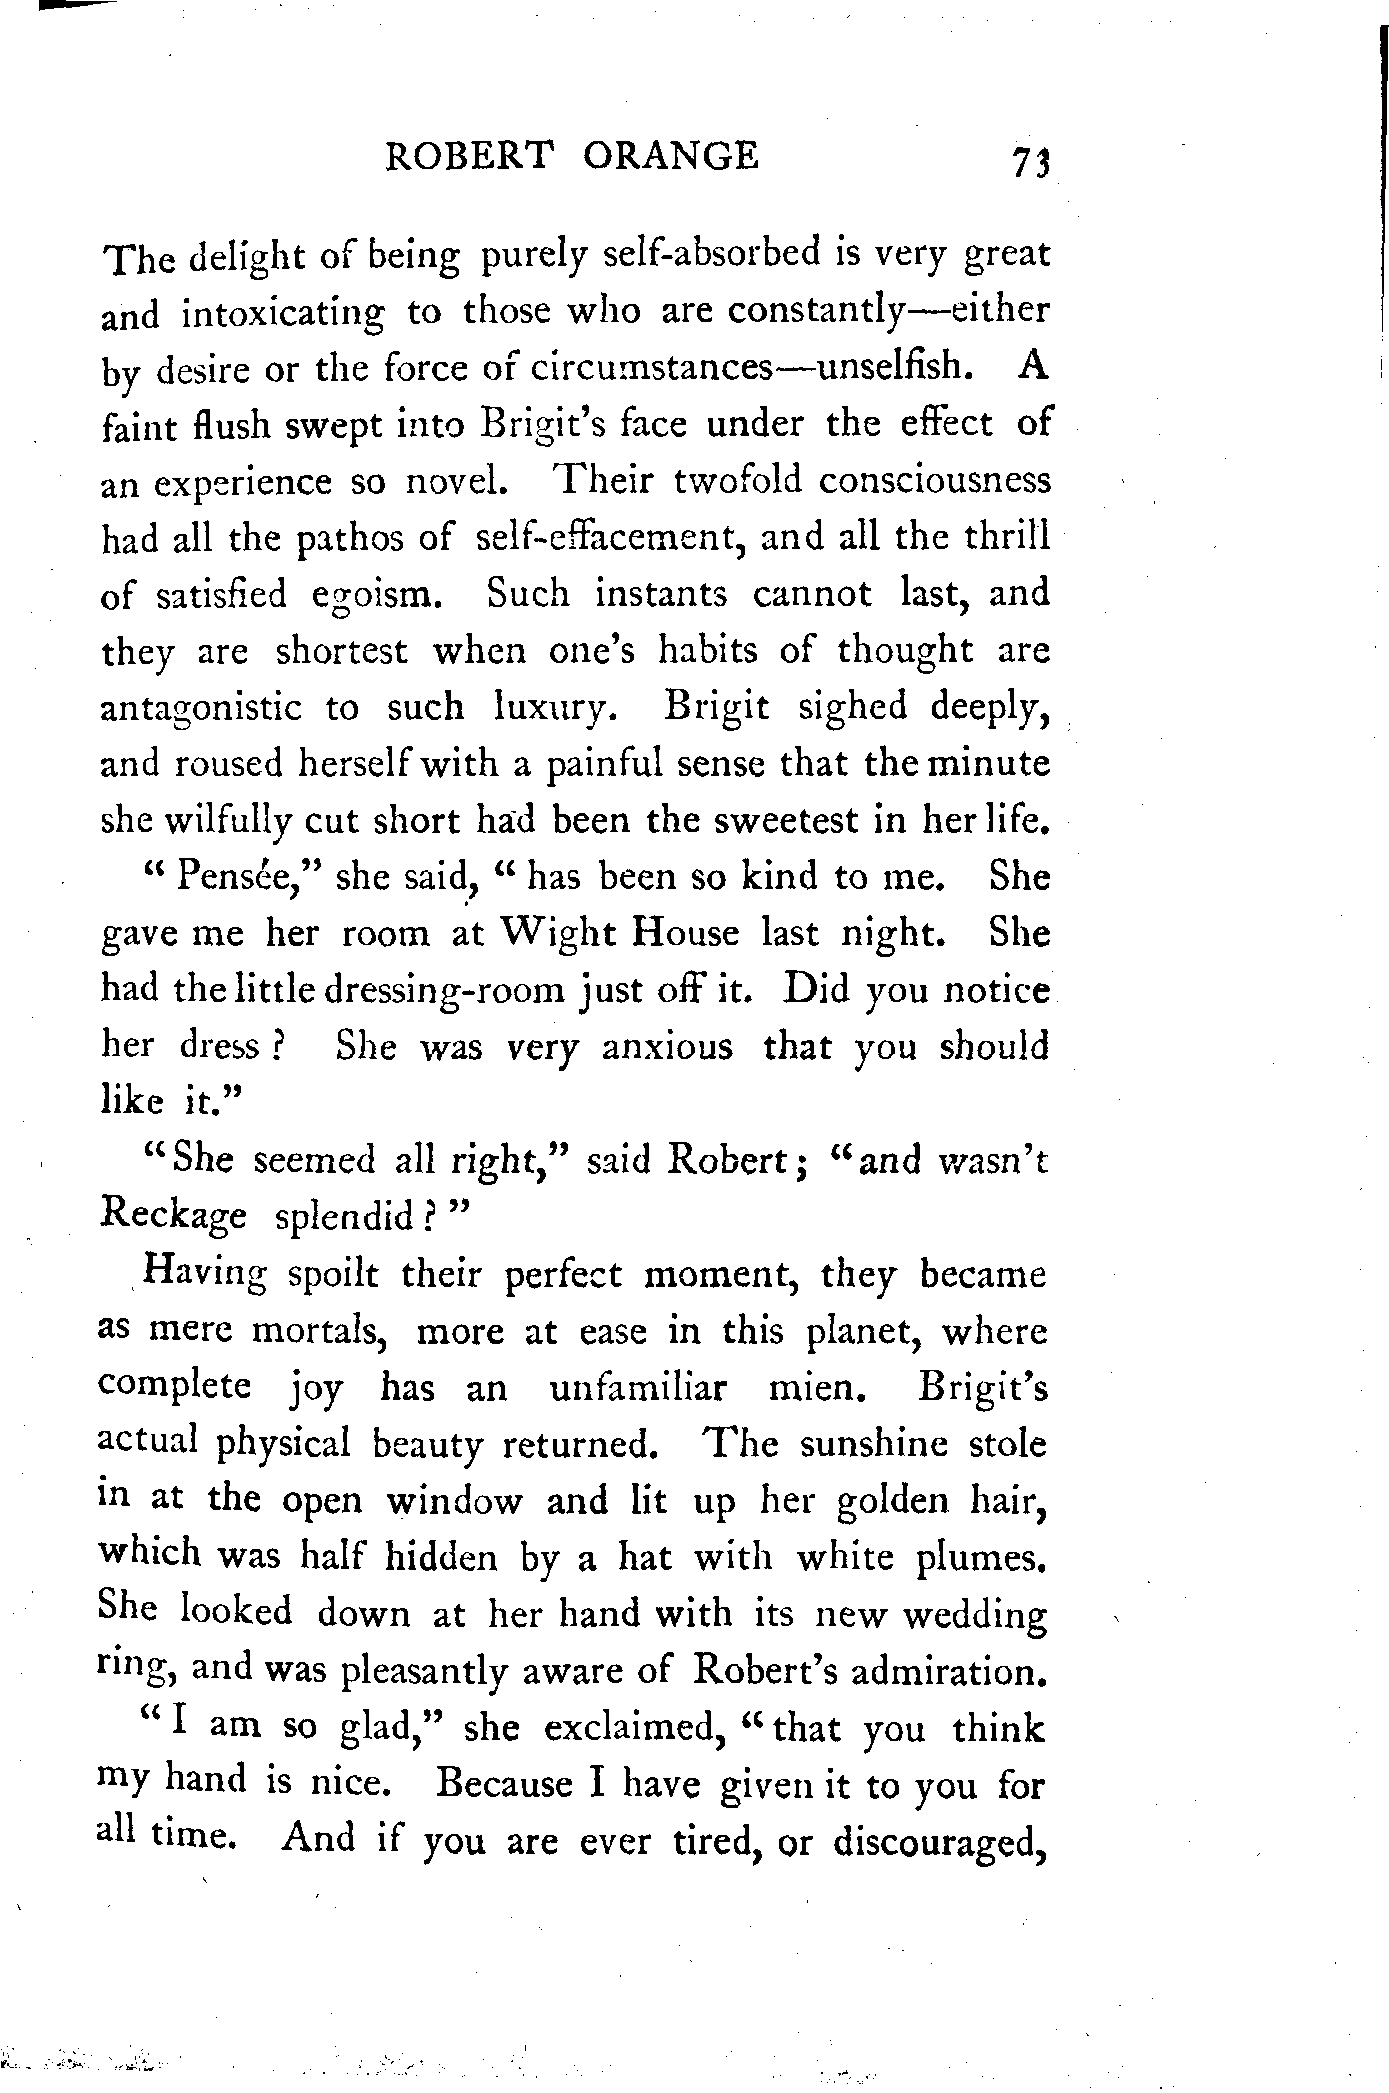 ROBERT ORANGE 73
The delight of being purely self-absorbed is very great
and intoxicating to those who are constantly—either
by desire or the force of circumstances—unselfish. A
faint flush swept into Brigit's face under the effect of
an experience so novel. Their twofold consciousness
had all the pathos of self-effacement, and all the thrill
of satisfied egoism. Such instants cannot last, and
they are shortest when one's habits of thought are
antagonistic to such luxury. Brigit sighed deeply,
and roused herself with a painful sense that the minute
she wilfully cut short had been the sweetest in her life.
“ Pensée,” she said, “ has been so kind to me. She
gave me her room at Wight House last night. She
had the little dressing-room just off it. Did you notice
her dress ? She was very anxious that you should
like it.”
“ She seemed all right,” said Robert ; “ and wasn't
Reckage splendid ? ”
Having spoilt their perfect moment, they became
as mere mortals, more at ease in this planet, where
complete joy has an unfamiliar mien. Brigit's
actual physical beauty returned. The sunshine stole
in at the open window and lit up her golden hair,
which was half hidden by a hat with white plumes.
She looked down at her hand with its new wedding
ring, and was pleasantly aware of Robert's admiration.
“ I am so glad,” she exclaimed, “ that you think
my hand is nice. Because I have given it to you for
all time. And if you are ever tired, or discouraged,